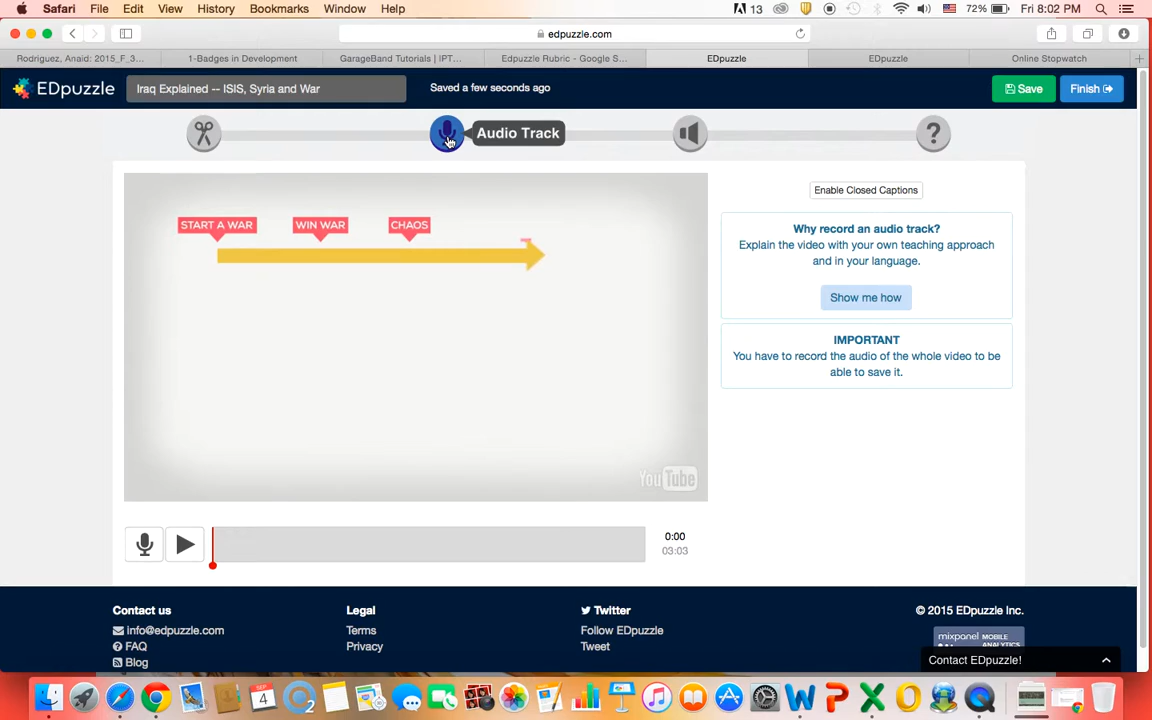 Safari File Edit View History Bookmarks Window Help
13 72% Fri 8:02 PM
edpuzzle.com
Rodriguez, Anaid: 2015_F_3...
1-Badges in Development
GarageBand Tutorials | IPT...
Edpuzzle Rubric - Google S...
EDpuzzle
EDpuzzle
Online Stopwatch
EDpuzzle
Iraq Explained -- ISIS, Syria and War
Saved a few seconds ago
Save
Finish
Audio Track
?
START A WAR
WIN WAR
CHAOS
YouTube
Enable Closed Captions
Why record an audio track?
Explain the video with your own teaching approach
and in your language.
Show me how
IMPORTANT
You have to record the audio of the whole video to be
able to save it.
0:00
03:03
Contact us
info@edpuzzle.com
FAQ
Blog
Legal
Terms
Privacy
Twitter
Follow EDpuzzle
Tweet
© 2015 EDpuzzle Inc.
mixpanel MOBILE
ANALYTICS
Contact EDpuzzle!
SEP
4